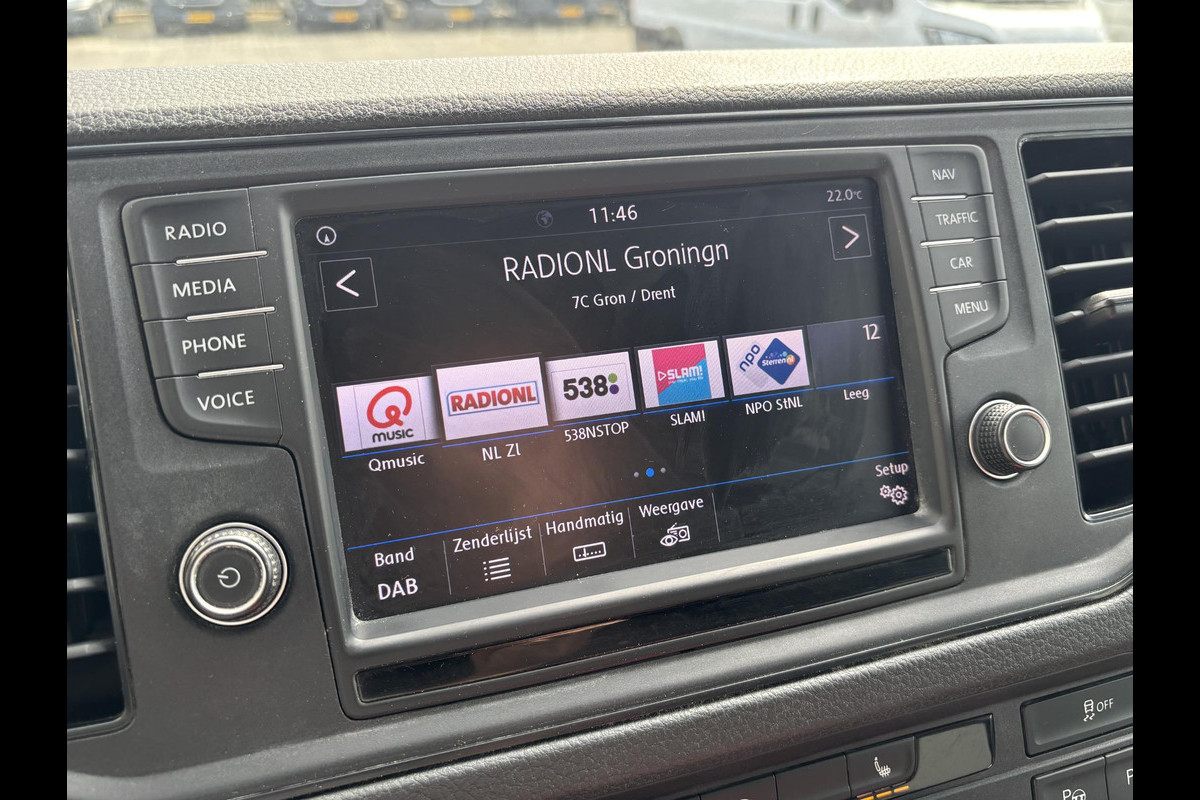 RADIO
MEDIA
PHONE
VOICE
11:46
22.0°C
RADIONL Groningn
7C Gron / Drent
Q
MUSIC
Qmusic
RADIONL
NL Zl
538
538NSTOP
SLAM!
SLAM!
npo
Sterren nl
NPO StNL
12
Leeg
Band
DAB
Zenderlijst
Handmatig
Weergave
Setup
NAV
TRAFFIC
CAR
MENU
OFF
P
P